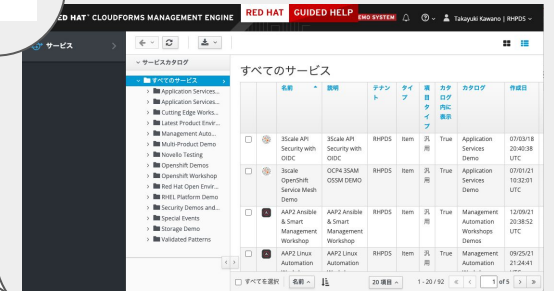 RED HAT CLOUDFORMS MANAGEMENT ENGINE
RED HAT GUIDED HELP
EMO SYSTEM
Takayuki Kawano | RHPDS
サービス
サービスカタログ
すべてのサービス
Application Services...
Application Services...
Cutting Edge Works...
Latest Product Envir...
Management Auto...
Multi-Product Demo
Novello Testing
Openshift Demos
Openshift Workshop
Red Hat Open Envir...
RHEL Platform Demo
Security Demos and...
Special Events
Storage Demo
Validated Patterns
すべてのサービス
名前 説明 テナント タイプ 項目タイプ カタログ内に表示 カタログ 作成日
3Scale API Security with OIDC 3Scale API Security with OIDC RHPDS Item 汎用 True Application Services Demo 07/03/18 20:40:38 UTC
3scale OpenShift Service Mesh Demo OCP4 3SAM OSSM DEMO RHPDS Item 汎用 True Application Services Demo 07/01/21 10:32:01 UTC
AAP2 Ansible & Smart Management Workshop AAP2 Ansible & Smart Management Workshop RHPDS Item 汎用 True Management Automation Workshops Demos 12/09/21 20:38:52 UTC
AAP2 Linux Automation AAP2 Linux Automation RHPDS Item 汎用 True Management Automation 09/25/21 21:24:41
すべてを選択 名前 20 項目 1 - 20 / 92 1 of 5